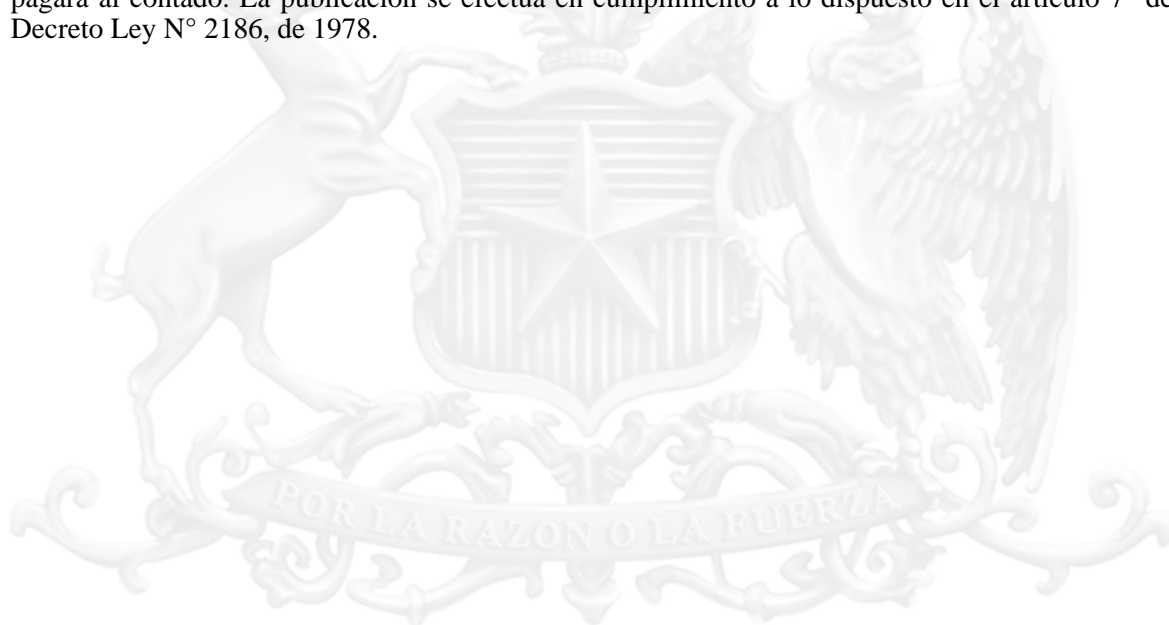 pagará al contado. La publicación se efectúa en cumplimiento a lo dispuesto en el artículo 7° de
Decreto Ley N° 2186, de 1978.
POR LA RAZON O LA FUERZA